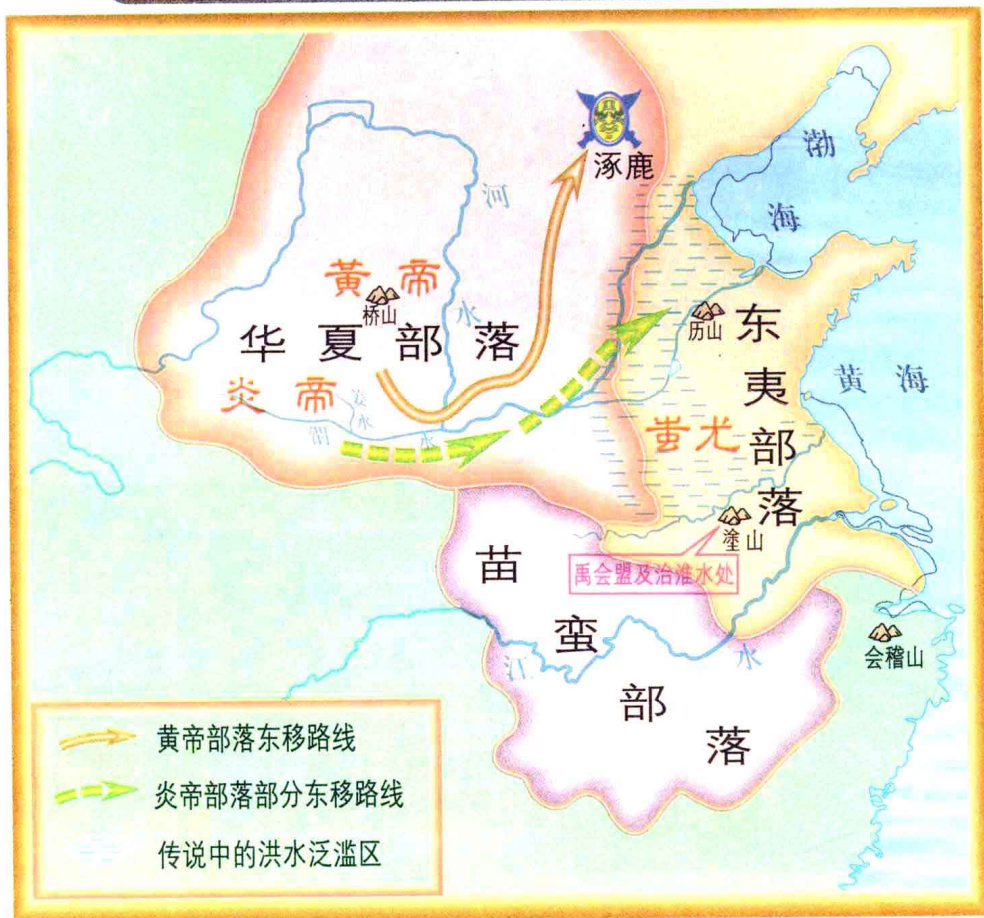 涿鹿
渤海
河水
黄帝
桥山
华夏部落
炎帝
姜水
渭水
历山
东夷部落
黄海
蚩尤
塗山
禹会盟及治淮水处
苗蛮部落
江水
会稽山
黄帝部落东移路线
炎帝部落部分东移路线
传说中的洪水泛滥区